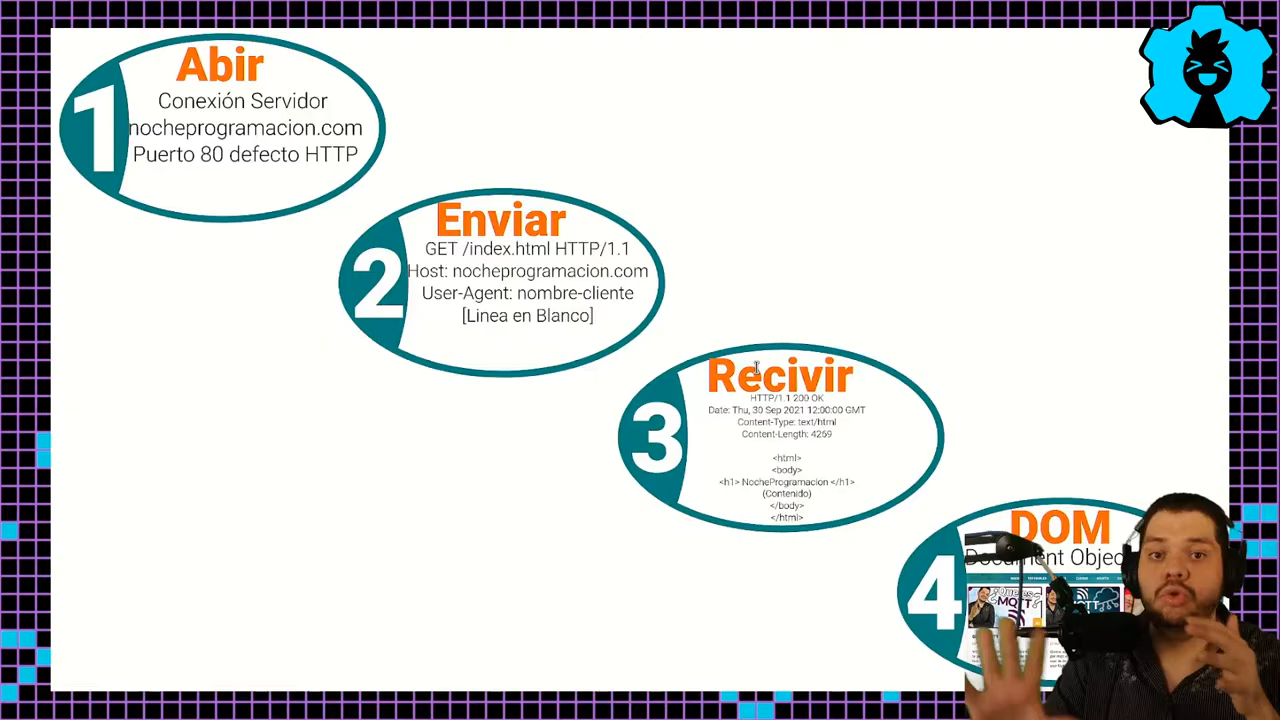 1
Abir
Conexión Servidor
nocheprogramacion.com
Puerto 80 defecto HTTP
2
Enviar
GET /index.html HTTP/1.1
Host: nocheprogramacion.com
User-Agent: nombre-cliente
[Linea en Blanco]
3
Recivir
HTTP/1.1 200 OK
Date: Thu, 30 Sep 2021 12:00:00 GMT
Content-Type: text/html
Content-Length: 4269
<html>
<body>
<h1> NocheProgramacion </h1>
(Contenido)
</body>
</html>
4
DOM
Document Objec
MQTT